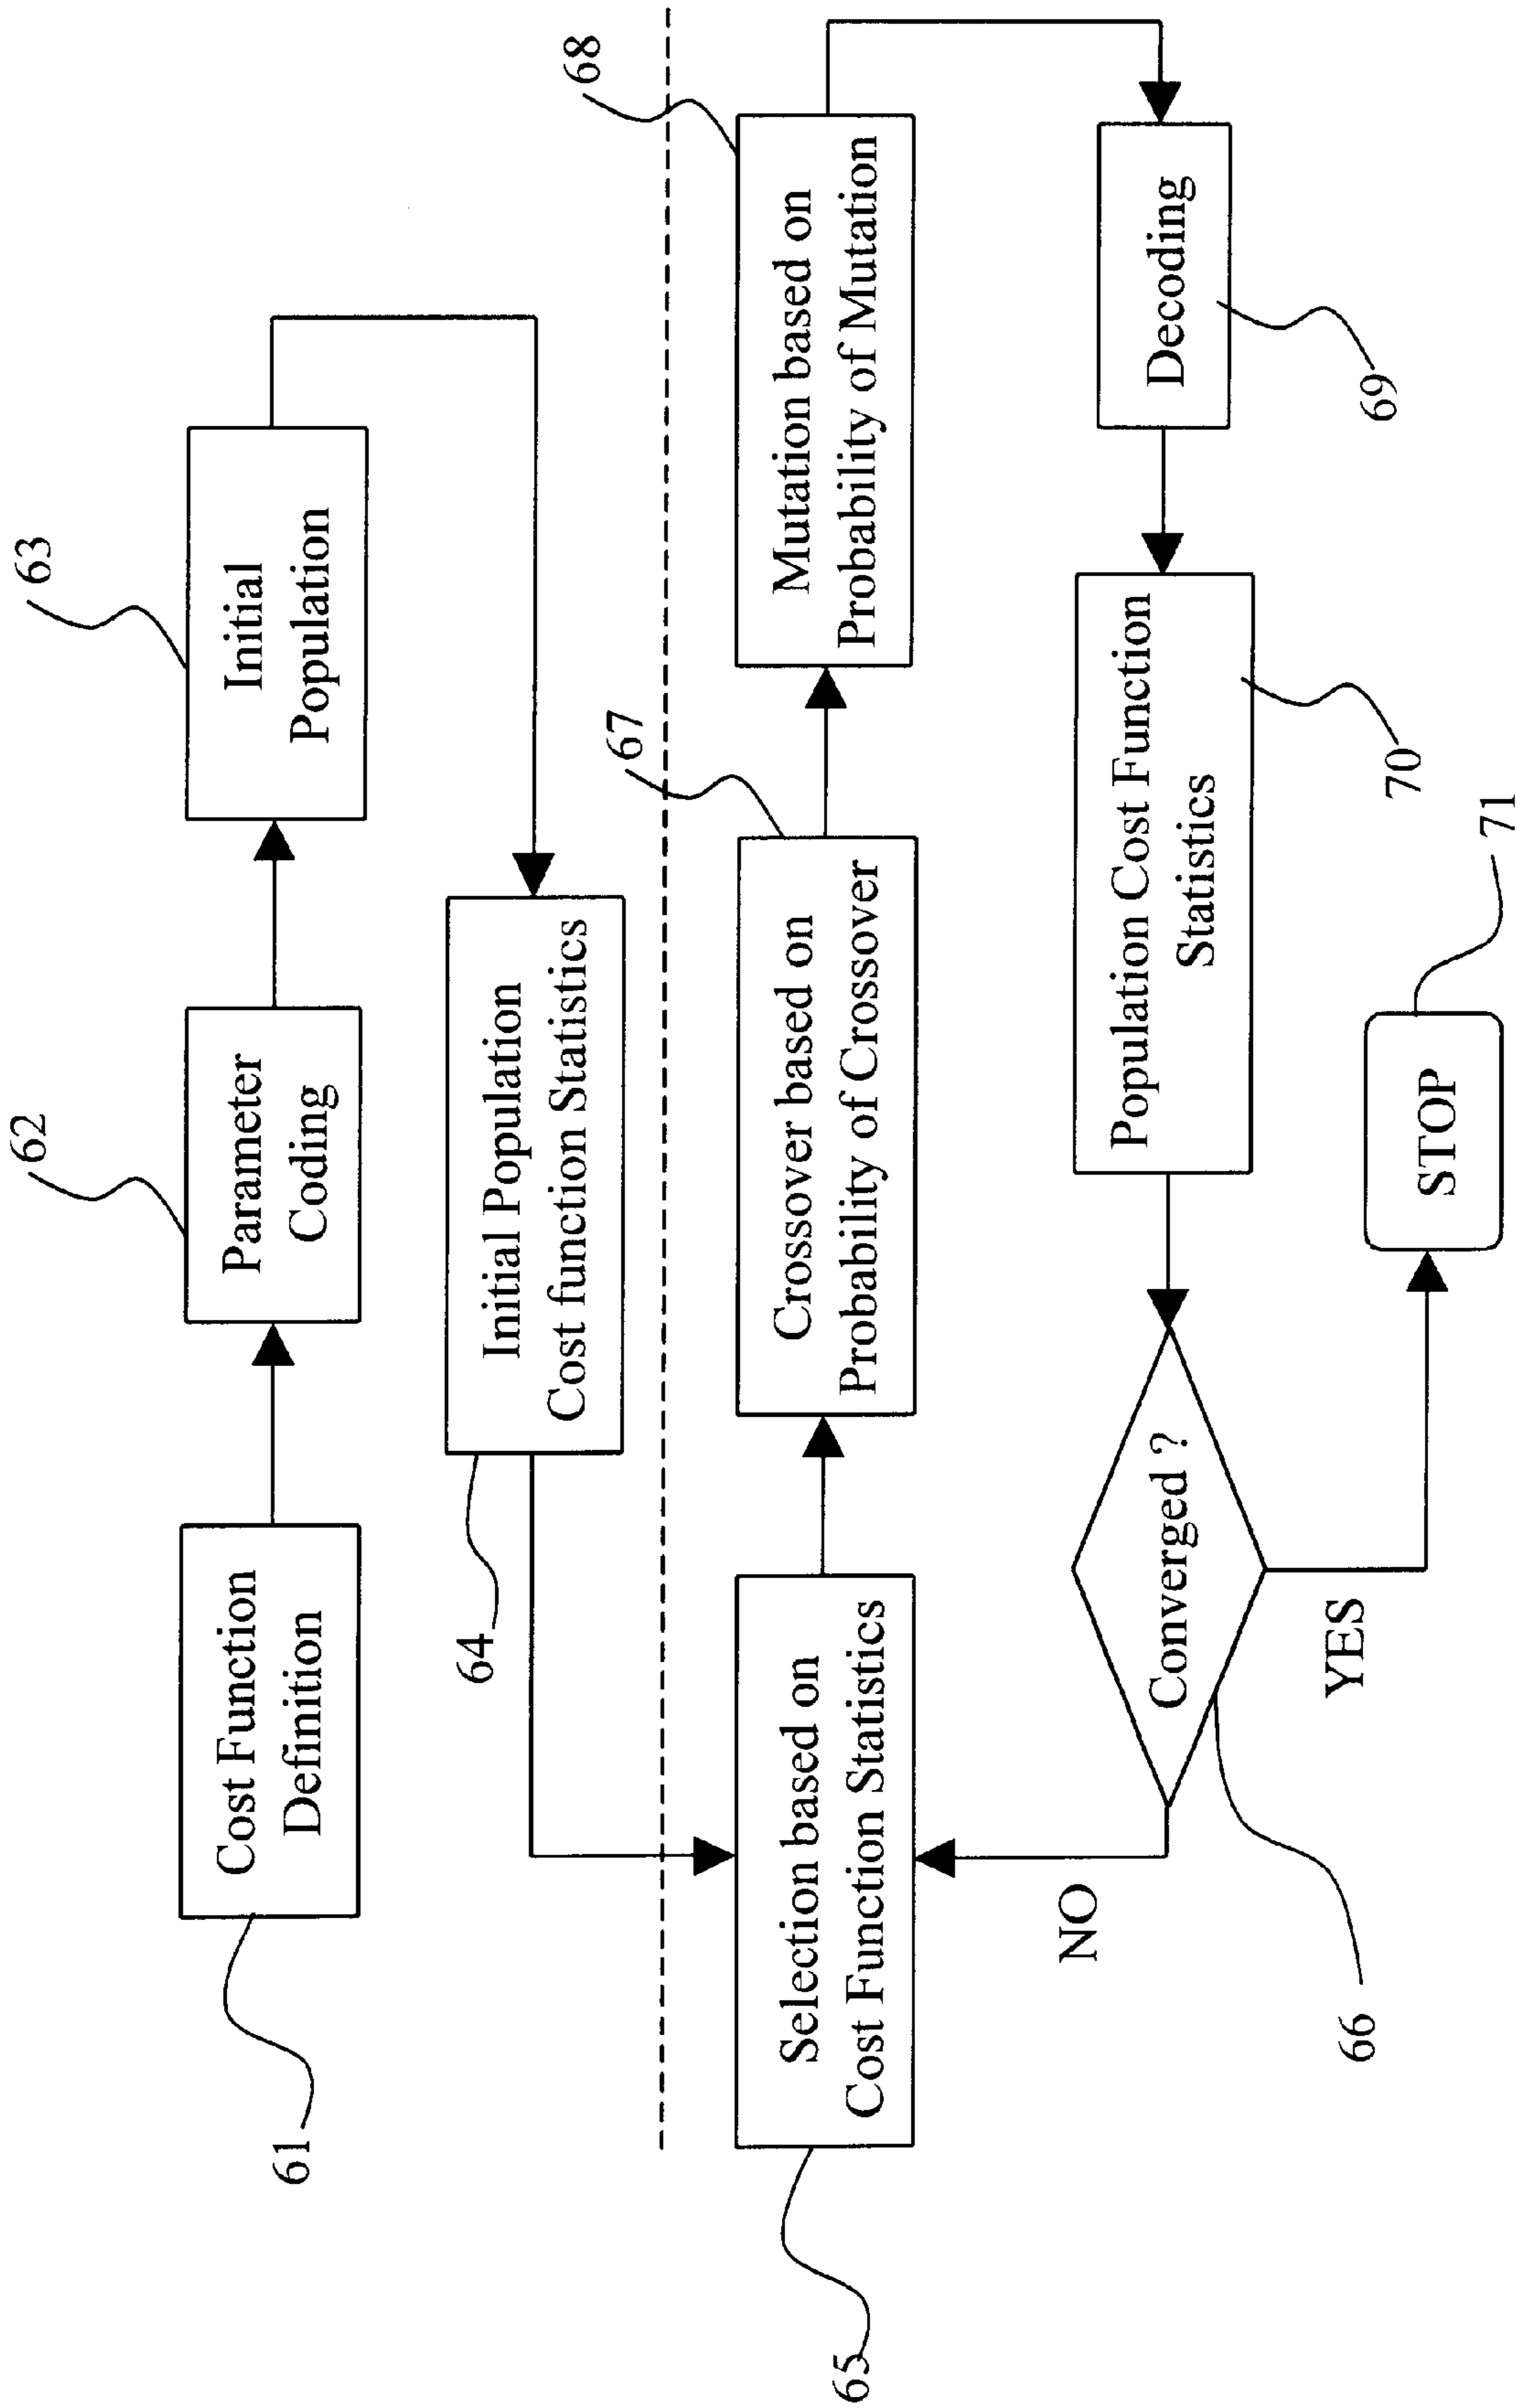 61
Cost Function
Definition
62
Parameter
Coding
63
Initial
Population
64
Initial Population
Cost function Statistics
65
Selection based on
Cost Function Statistics
67
Crossover based on
Probability of Crossover
68
Mutation based on
Probability of Mutation
69
Decoding
70
Population Cost Function
Statistics
66
Converged ?
NO
YES
71
STOP